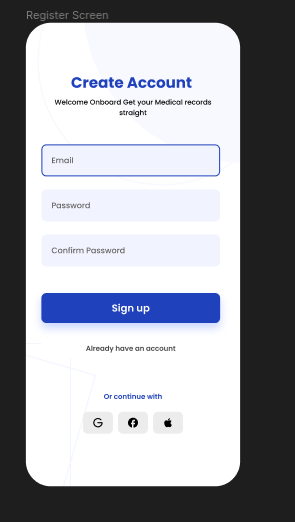 Register Screen
Create Account
Welcome Onboard Get your Medical records
straight
Email
Password
Confirm Password
Sign up
Already have an account
Or continue with